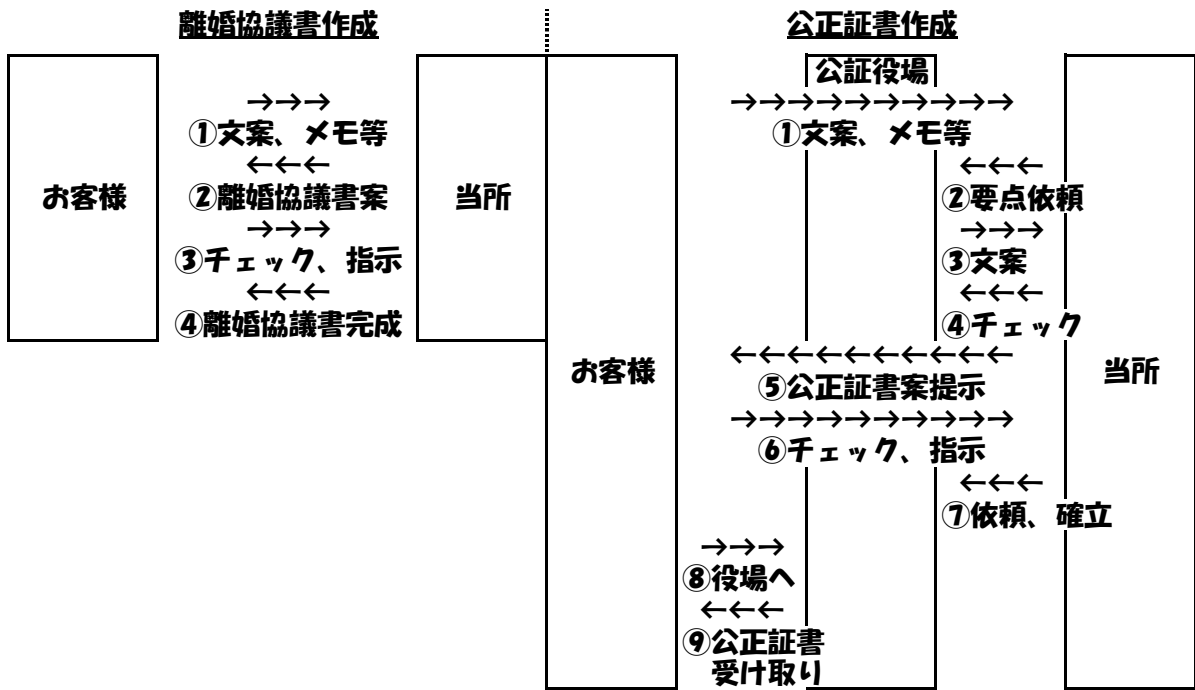 離婚協議書作成
→→→
①文案、メモ等
←←←
お客様
②離婚協議書案
当所
→→→
③チェック、指示
←←←
④離婚協議書完成
公正証書作成
公証役場
→→→→→→→→→→
①文案、メモ等
←←←
②要点依頼
→→→
③文案
←←←
④チェック
←←←←←←←←←←
お客様
⑤公正証書案提示
当所
→→→→→→→→→→
⑥チェック、指示
←←←
⑦依頼、確立
→→→
⑧役場へ
←←←
⑨公正証書
受け取り